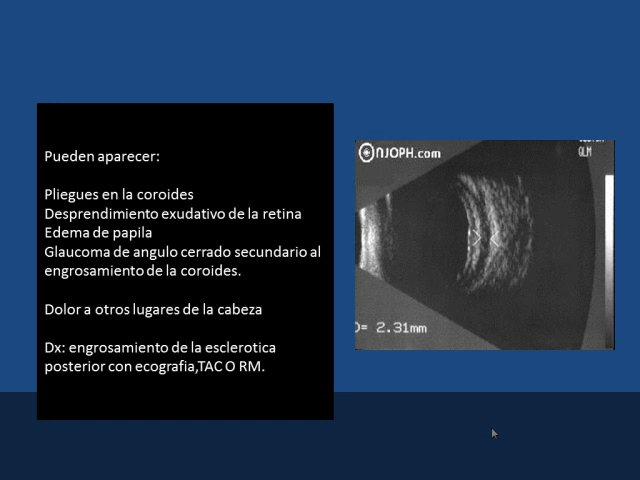 Pueden aparecer:
Pliegues en la coroides
Desprendimiento exudativo de la retina
Edema de papila
Glaucoma de angulo cerrado secundario al
engrosamiento de la coroides.
Dolor a otros lugares de la cabeza
Dx: engrosamiento de la esclerotica
posterior con ecografia,TAC O RM.
NJOPH.com
GLM
D= 2.31mm